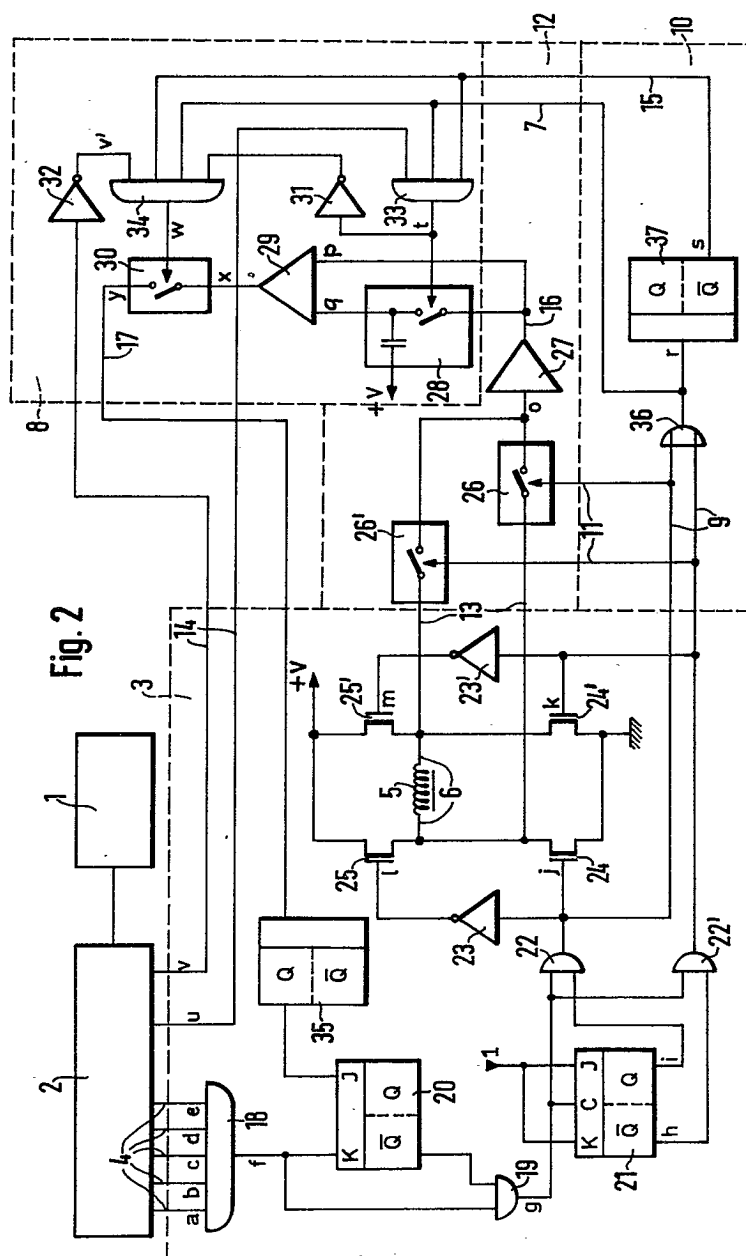 Fig. 2
1
2
3
4
a
b
c
d
e
u
v
14
18
f
35
Q
Q̅
K
J
20
Q̅
Q
19
g
1
K
C
J
21
Q̅
Q
h
i
22
22'
23
23'
24
24'
25
25'
l
m
j
k
5
6
+V
13
26'
26
11
9
o
27
16
28
+V
q
p
29
x
y
30
17
w
t
31
32
v'
34
33
8
12
10
7
15
36
r
37
Q
Q̅
s